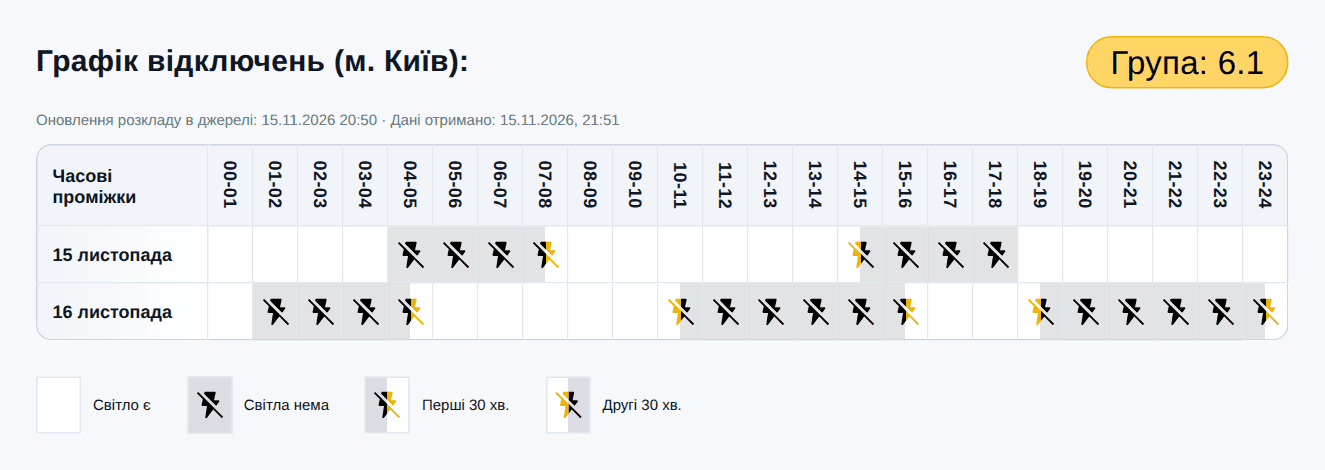 Графік відключень (м. Київ):
Група: 6.1
Оновлення розкладу в джерелі: 15.11.2026 20:50 · Дані отримано: 15.11.2026, 21:51
Часові
проміжки
00-01
01-02
02-03
03-04
04-05
05-06
06-07
07-08
08-09
09-10
10-11
11-12
12-13
13-14
14-15
15-16
16-17
17-18
18-19
19-20
20-21
21-22
22-23
23-24
15 листопада
16 листопада
Світло є
Світла нема
Перші 30 хв.
Другі 30 хв.